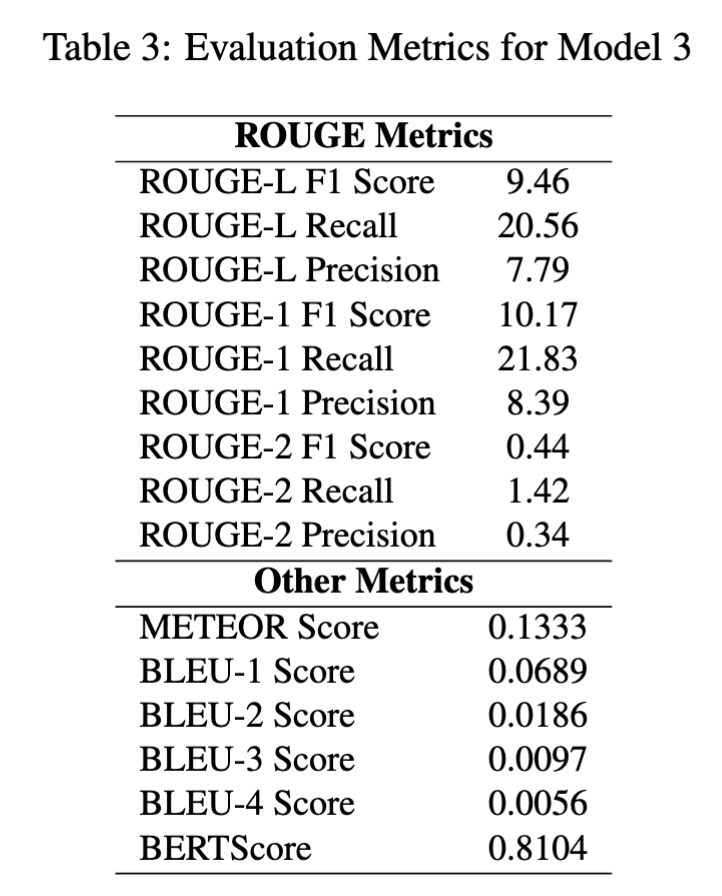 Table 3: Evaluation Metrics for Model 3
ROUGE Metrics
ROUGE-L F1 Score 9.46
ROUGE-L Recall 20.56
ROUGE-L Precision 7.79
ROUGE-1 F1 Score 10.17
ROUGE-1 Recall 21.83
ROUGE-1 Precision 8.39
ROUGE-2 F1 Score 0.44
ROUGE-2 Recall 1.42
ROUGE-2 Precision 0.34
Other Metrics
METEOR Score 0.1333
BLEU-1 Score 0.0689
BLEU-2 Score 0.0186
BLEU-3 Score 0.0097
BLEU-4 Score 0.0056
BERTScore 0.8104